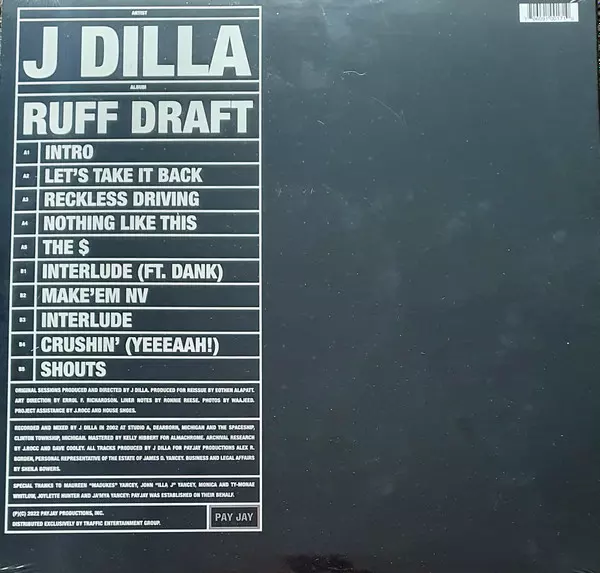 ARTIST
J DILLA
ALBUM
RUFF DRAFT
A1 INTRO
A2 LET'S TAKE IT BACK
A3 RECKLESS DRIVING
A4 NOTHING LIKE THIS
A5 THE $
B1 INTERLUDE (FT. DANK)
B2 MAKE'EM NV
B3 INTERLUDE
B4 CRUSHIN' (YEEEAAH!)
B5 SHOUTS
ORIGINAL SESSIONS PRODUCED AND DIRECTED BY J DILLA. PRODUCED FOR REISSUE BY EOTHEN ALAPATT.
ART DIRECTION BY ERROL F. RICHARDSON. LINER NOTES BY RONNIE REESE. PHOTOS BY WAAJEED.
PROJECT ASSISTANCE BY J.ROCC AND HOUSE SHOES.
RECORDED AND MIXED BY J DILLA IN 2002 AT STUDIO A, DEARBORN, MICHIGAN AND THE SPACESHIP,
CLINTON TOWNSHIP, MICHIGAN. MASTERED BY KELLY HIBBERT FOR ALMACHROME. ARCHIVAL RESEARCH
BY J.ROCC AND DAVE COOLEY. ALL TRACKS PRODUCED BY J DILLA FOR PAYJAY PRODUCTIONS ALEX R.
BORDEN, PERSONAL REPRESENTATIVE OF THE ESTATE OF JAMES D. YANCEY. BUSINESS AND LEGAL AFFAIRS
BY SHEILA BOWERS.
SPECIAL THANKS TO MAUREEN "MADUKES" YANCEY, JOHN "ILLA J" YANCEY, MONICA AND TY-MONAE
WHITLOW, JOYLETTE HUNTER AND JA'MYA YANCEY: PAYJAY WAS ESTABLISHED ON THEIR BEHALF.
(P)(C) 2022 PAYJAY PRODUCTIONS, INC.
DISTRIBUTED EXCLUSIVELY BY TRAFFIC ENTERTAINMENT GROUP.
PAY JAY